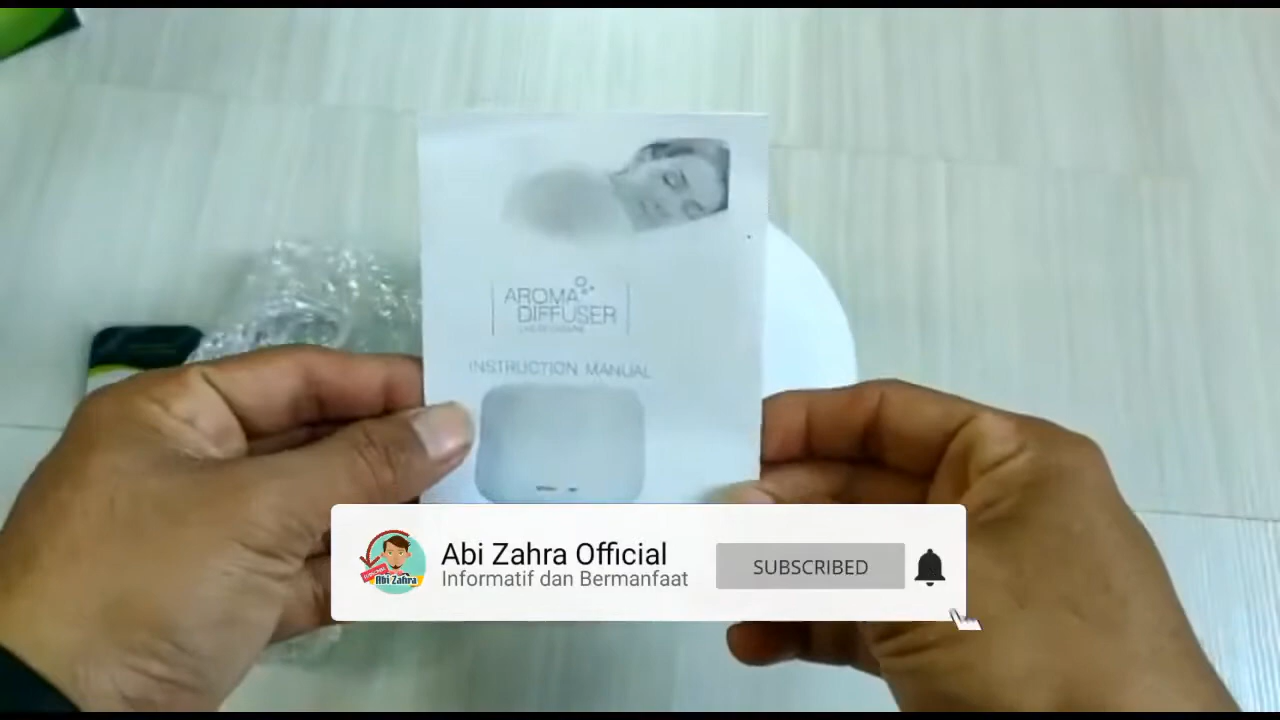 AROMA
DIFFUSER
INSTRUCTION MANUAL
Abi Zahra Official
Informatif dan Bermanfaat
SUBSCRIBED
Abi Zahra